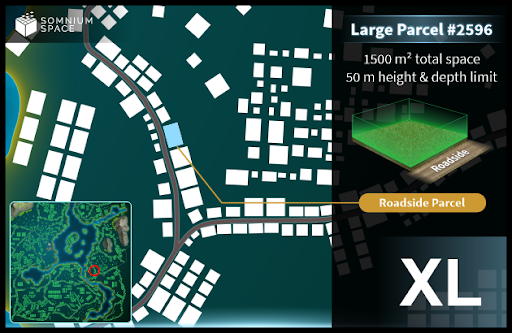 SOMNIUM
SPACE
Large Parcel #2596
1500 m² total space
50 m height & depth limit
Roadside
Roadside Parcel
XL